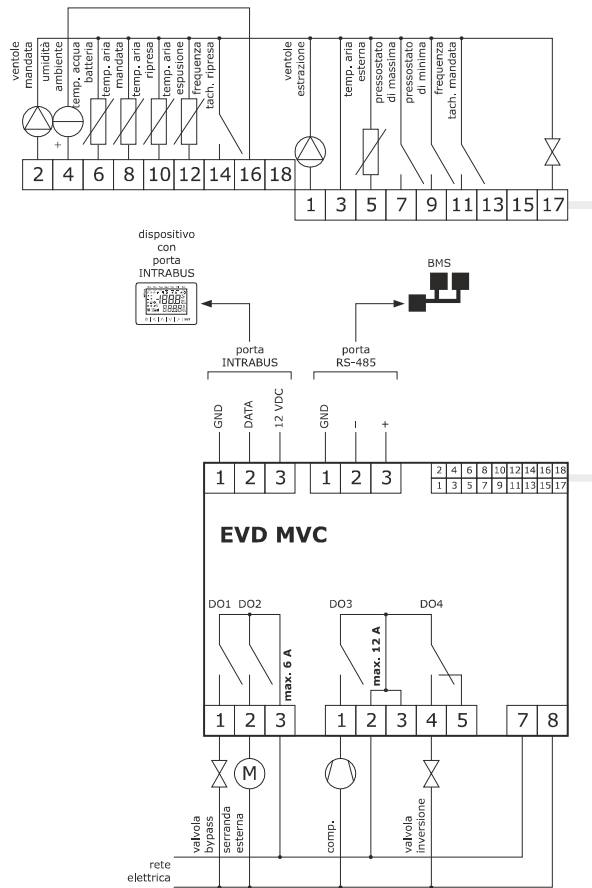 ventole
mandata
umidità
ambiente
temp. acqua
batteria
temp. aria
mandata
temp. aria
ripresa
temp. aria
espusione
frequenza
tach. ripresa
ventole
estrazione
temp. aria
esterna
pressostato
di massima
pressostato
di minima
frequenza
tach. mandata
+
2 4 6 8 10 12 14 16 18
1 3 5 7 9 11 13 15 17
dispositivo
con
porta
INTRABUS
BMS
porta
INTRABUS
porta
RS-485
GND
DATA
12 VDC
GND
–
+
1 2 3
1 2 3
2 4 6 8 10 12 14 16 18
1 3 5 7 9 11 13 15 17
EVD MVC
DO1 DO2
DO3
DO4
max. 6 A
max. 12 A
1 2 3
1 2 3 4 5
7 8
M
valvola
bypass
serranda
esterna
comp.
valvola
inversione
rete
elettrica